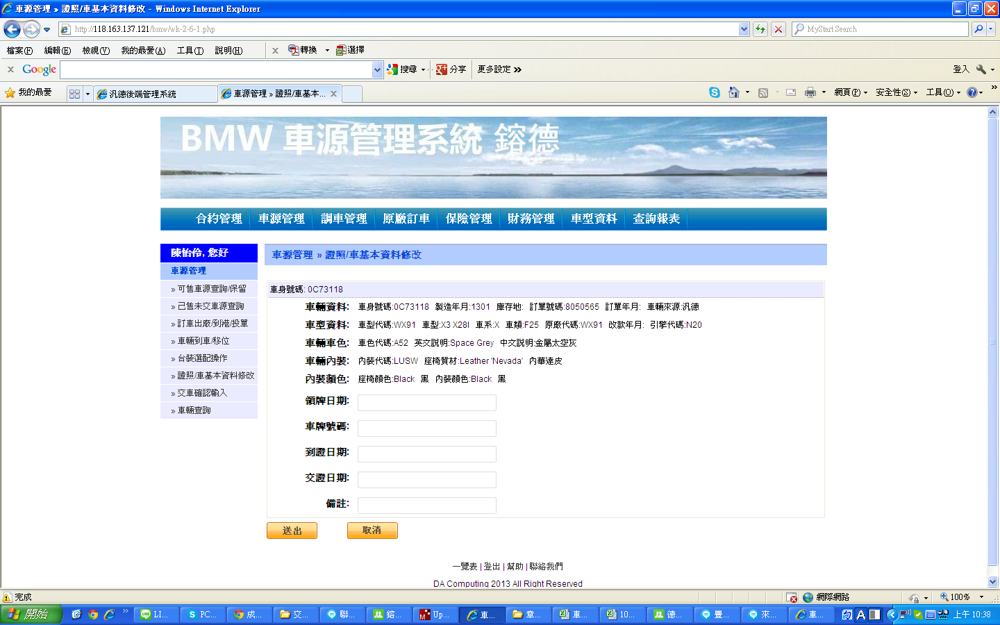 車源管理 » 證照/車基本資料修改 - Windows Internet Explorer
http://118.163.137.121/bmw/wk-2-6-1.php
MyStart Search
檔案(F) 編輯(E) 檢視(V) 我的最愛(A) 工具(T) 說明(H)
x 轉換 選擇
x Google 搜尋 分享 更多設定 » 登入
我的最愛 汎德後端管理系統 車源管理 » 證照/車基本... 網頁(P) 安全性(S) 工具(O) »
BMW 車源管理系統 鎔德
合約管理 車源管理 調車管理 原廠訂車 保險管理 財務管理 車型資料 查詢報表
陳怡伶, 您好
車源管理
» 可售車源查詢/保留
» 己售未交車源查詢
» 訂車出廠/到港/投單
» 車輛到車/移位
» 台裝選配操作
» 證照/車基本資料修改
» 交車確認輸入
» 車輛查詢
車源管理 » 證照/車基本資料修改
車身號碼: 0C73118
車輛資料: 車身號碼:0C73118 製造年月:1301 庫存地: 訂單號碼:8050565 訂單年月: 車輛來源:汎德
車型資料: 車型代碼:WX91 車型:X3 X28I 車系:X 車類:F25 原廠代碼:WX91 改款年月: 引擎代碼:N20
車輛車色: 車色代碼:A52 英文說明:Space Grey 中文說明:金屬太空灰
車輛內裝: 內裝代碼:LUSW 座椅質材:Leather 'Nevada' 內華達皮
內裝顏色: 座椅顏色:Black 黑 內裝顏色:Black 黑
領牌日期:
車牌號碼:
到證日期:
交證日期:
備註:
送出 取消
一覽表 | 登出 | 幫助 | 聯絡我們
DA Computing 2013 All Right Reserved
完成 網際網路 100%
開始 » LI... PC... 成... 交... 聯... 鎔... Up... 車... 章... 車... 10... 德... 豐... 來... 車... A 上午 10:38